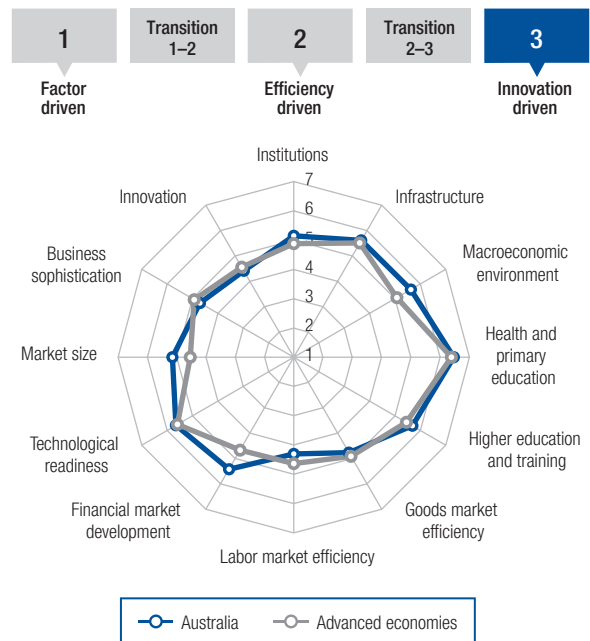 1
Transition
1–2
2
Transition
2–3
3
Factor
driven
Efficiency
driven
Innovation
driven
Institutions
7
6
5
4
3
2
1
Infrastructure
Macroeconomic
environment
Health and
primary
education
Higher education
and training
Goods market
efficiency
Labor market efficiency
Financial market
development
Technological
readiness
Market size
Business
sophistication
Innovation
Australia
Advanced economies